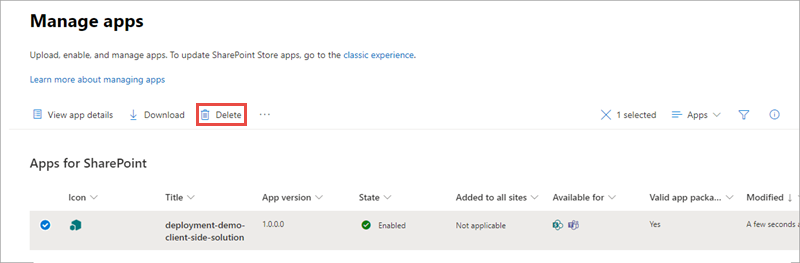 Manage apps
Upload, enable, and manage apps. To update SharePoint Store apps, go to the classic experience.
Learn more about managing apps
View app details Download Delete ··· 1 selected Apps
Apps for SharePoint
Icon Title App version State Added to all sites Available for Valid app packa... Modified
deployment-demo-
client-side-solution
1.0.0.0 Enabled Not applicable Yes A few seconds a